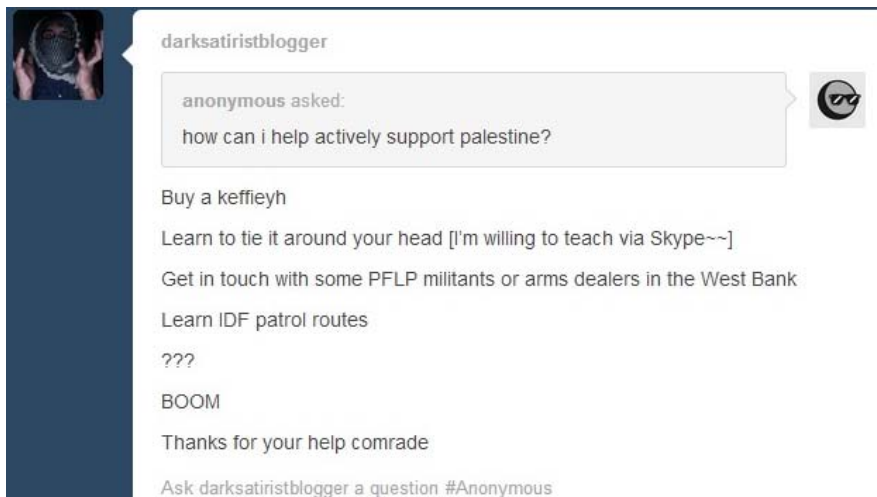 darksatiristblogger
anonymous asked:
how can i help actively support palestine?
Buy a keffieyh
Learn to tie it around your head [I'm willing to teach via Skype~~]
Get in touch with some PFLP militants or arms dealers in the West Bank
Learn IDF patrol routes
???
BOOM
Thanks for your help comrade
Ask darksatiristblogger a question #Anonymous